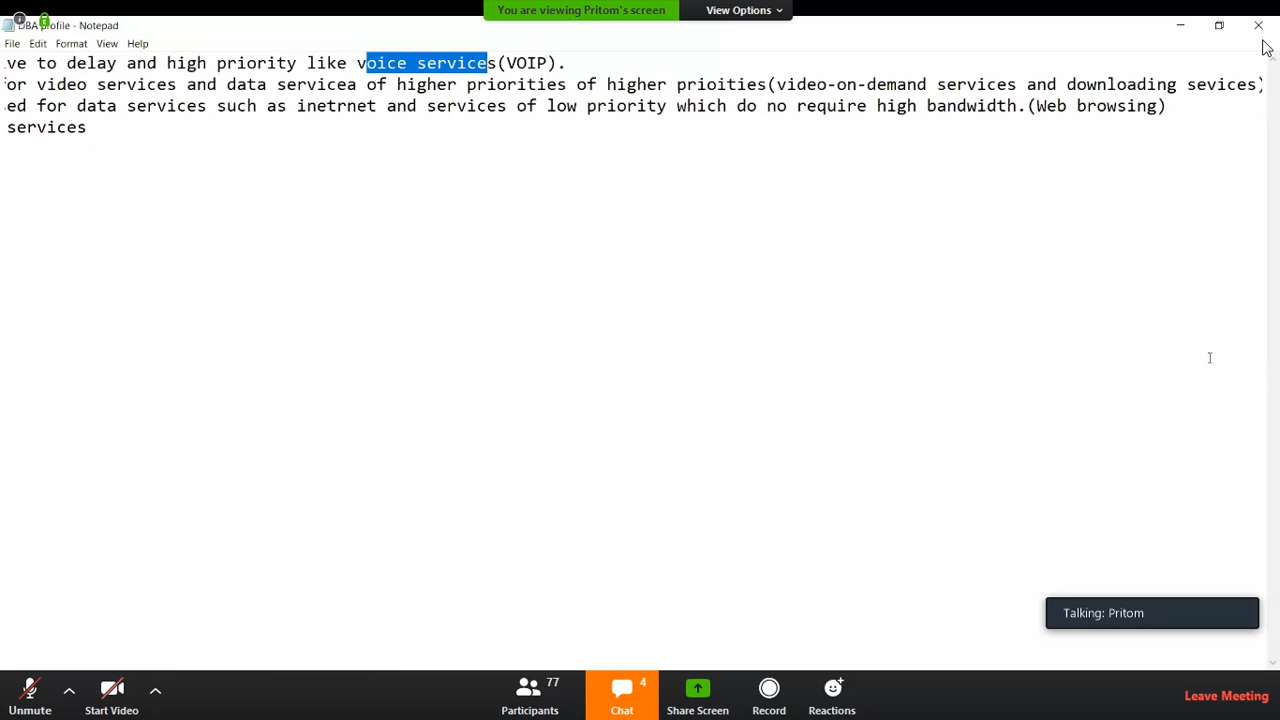 You are viewing Pritom's screen
View Options
DBA profile - Notepad
File Edit Format View Help
ve to delay and high priority like voice services(VOIP).
for video services and data servicea of higher priorities of higher prioities(video-on-demand services and downloading sevices)
ed for data services such as inetrnet and services of low priority which do no require high bandwidth.(Web browsing)
services
Talking: Pritom
Unmute
Start Video
77
Participants
4
Chat
Share Screen
Record
Reactions
Leave Meeting